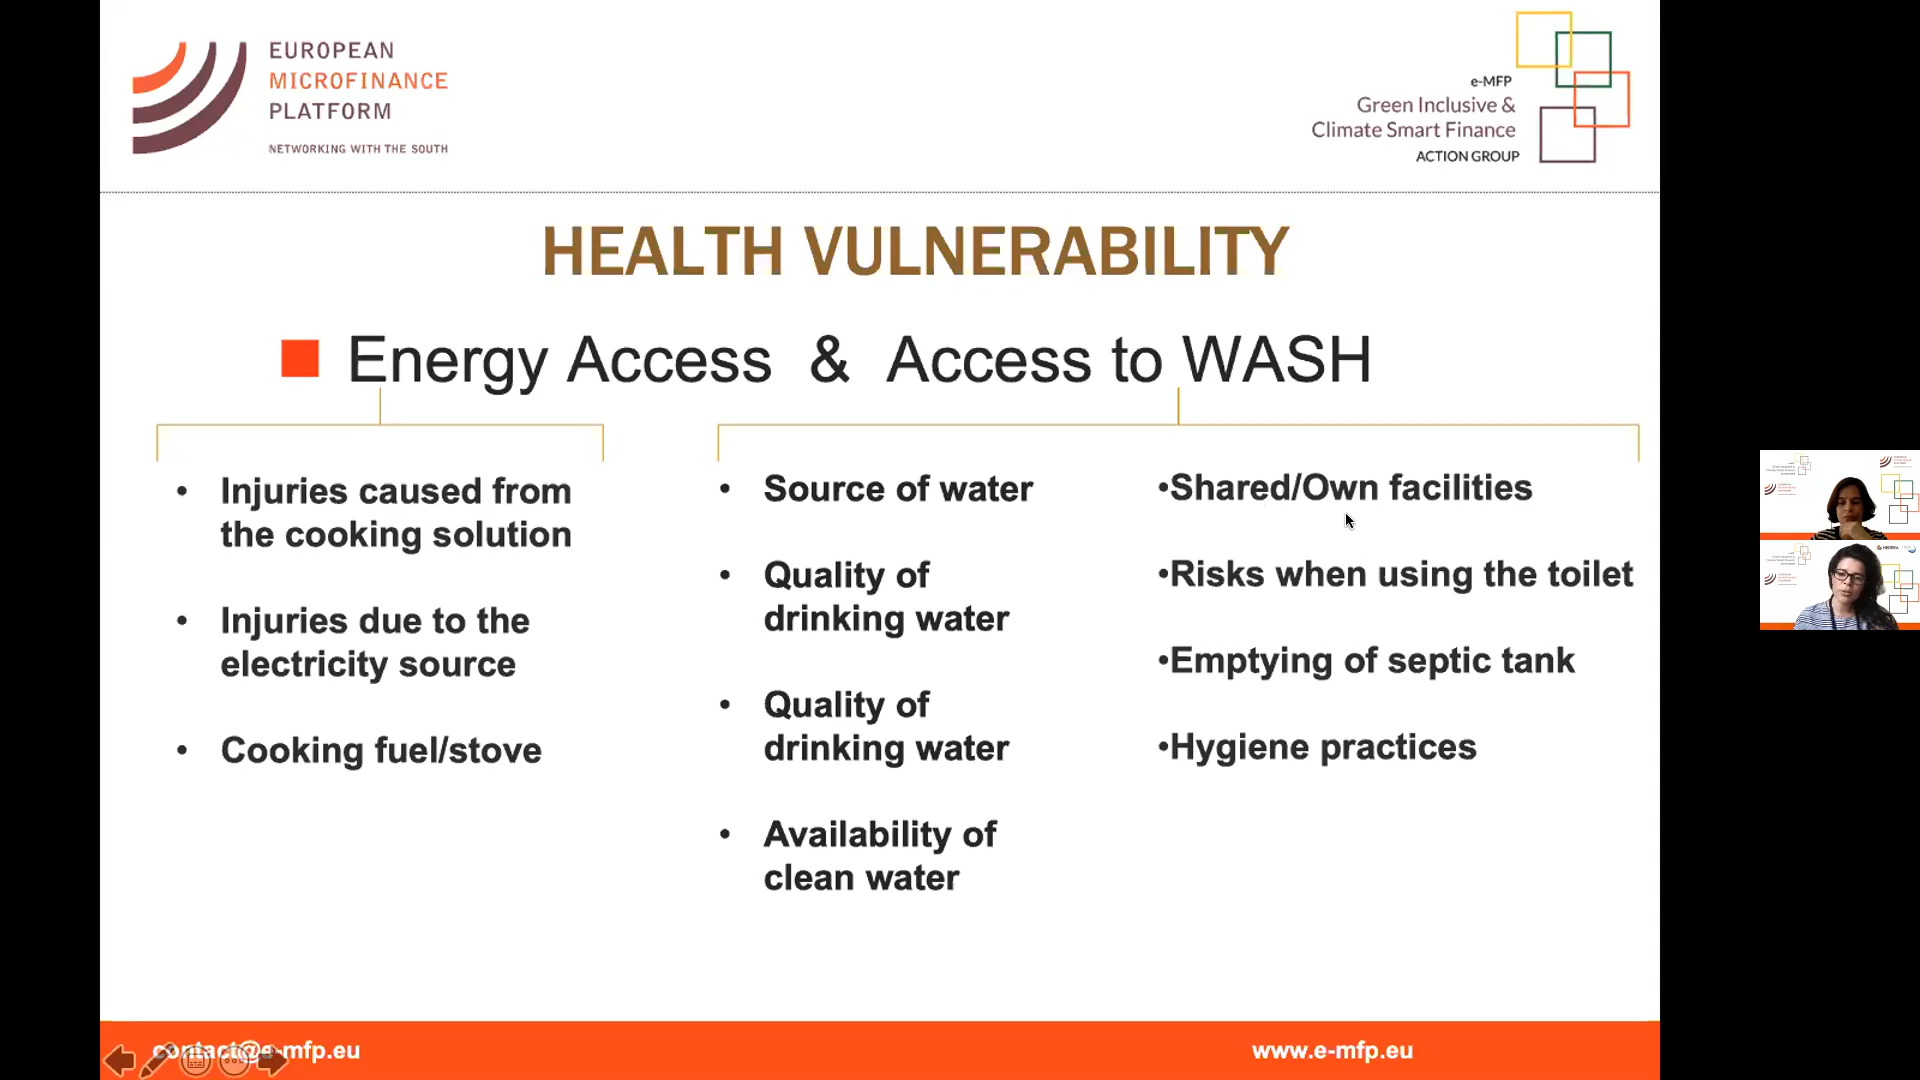 EUROPEAN
MICROFINANCE
PLATFORM
NETWORKING WITH THE SOUTH
e-MFP
Green Inclusive &
Climate Smart Finance
ACTION GROUP
HEALTH VULNERABILITY
Energy Access & Access to WASH
• Injuries caused from
the cooking solution
• Injuries due to the
electricity source
• Cooking fuel/stove
• Source of water
• Quality of
drinking water
• Quality of
drinking water
• Availability of
clean water
•Shared/Own facilities
•Risks when using the toilet
•Emptying of septic tank
•Hygiene practices
contact@e-mfp.eu
www.e-mfp.eu